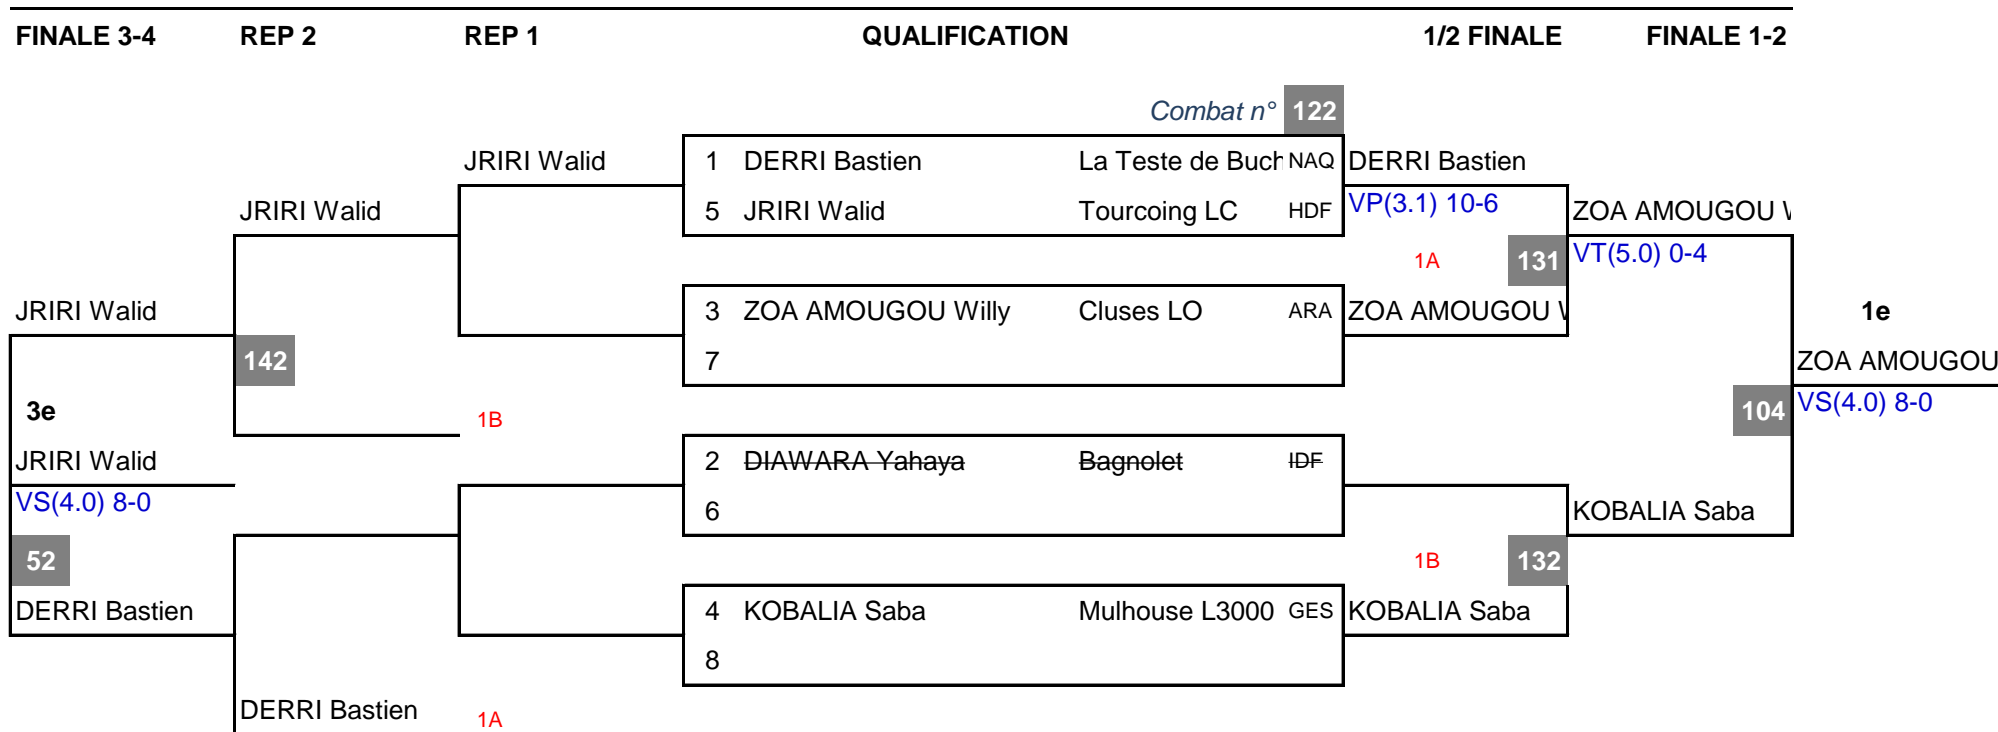 FINALE 3-4 REP 2 REP 1 QUALIFICATION 1/2 FINALE FINALE 1-2
Combat n° 122
JRIRI Walid 1 DERRI Bastien La Teste de Buch NAQ DERRI Bastien
JRIRI Walid 5 JRIRI Walid Tourcoing LC HDF VP(3.1) 10-6 ZOA AMOUGOU
1A 131 VT(5.0) 0-4
JRIRI Walid 3 ZOA AMOUGOU Willy Cluses LO ARA ZOA AMOUGOU 1e
142 7 ZOA AMOUGOU
3e 1B 104 VS(4.0) 8-0
JRIRI Walid 2 DIAWARA Yahaya Bagnolet IDF
VS(4.0) 8-0 6 KOBALIA Saba
52 1B 132
DERRI Bastien 4 KOBALIA Saba Mulhouse L3000 GES KOBALIA Saba
8
DERRI Bastien 1A